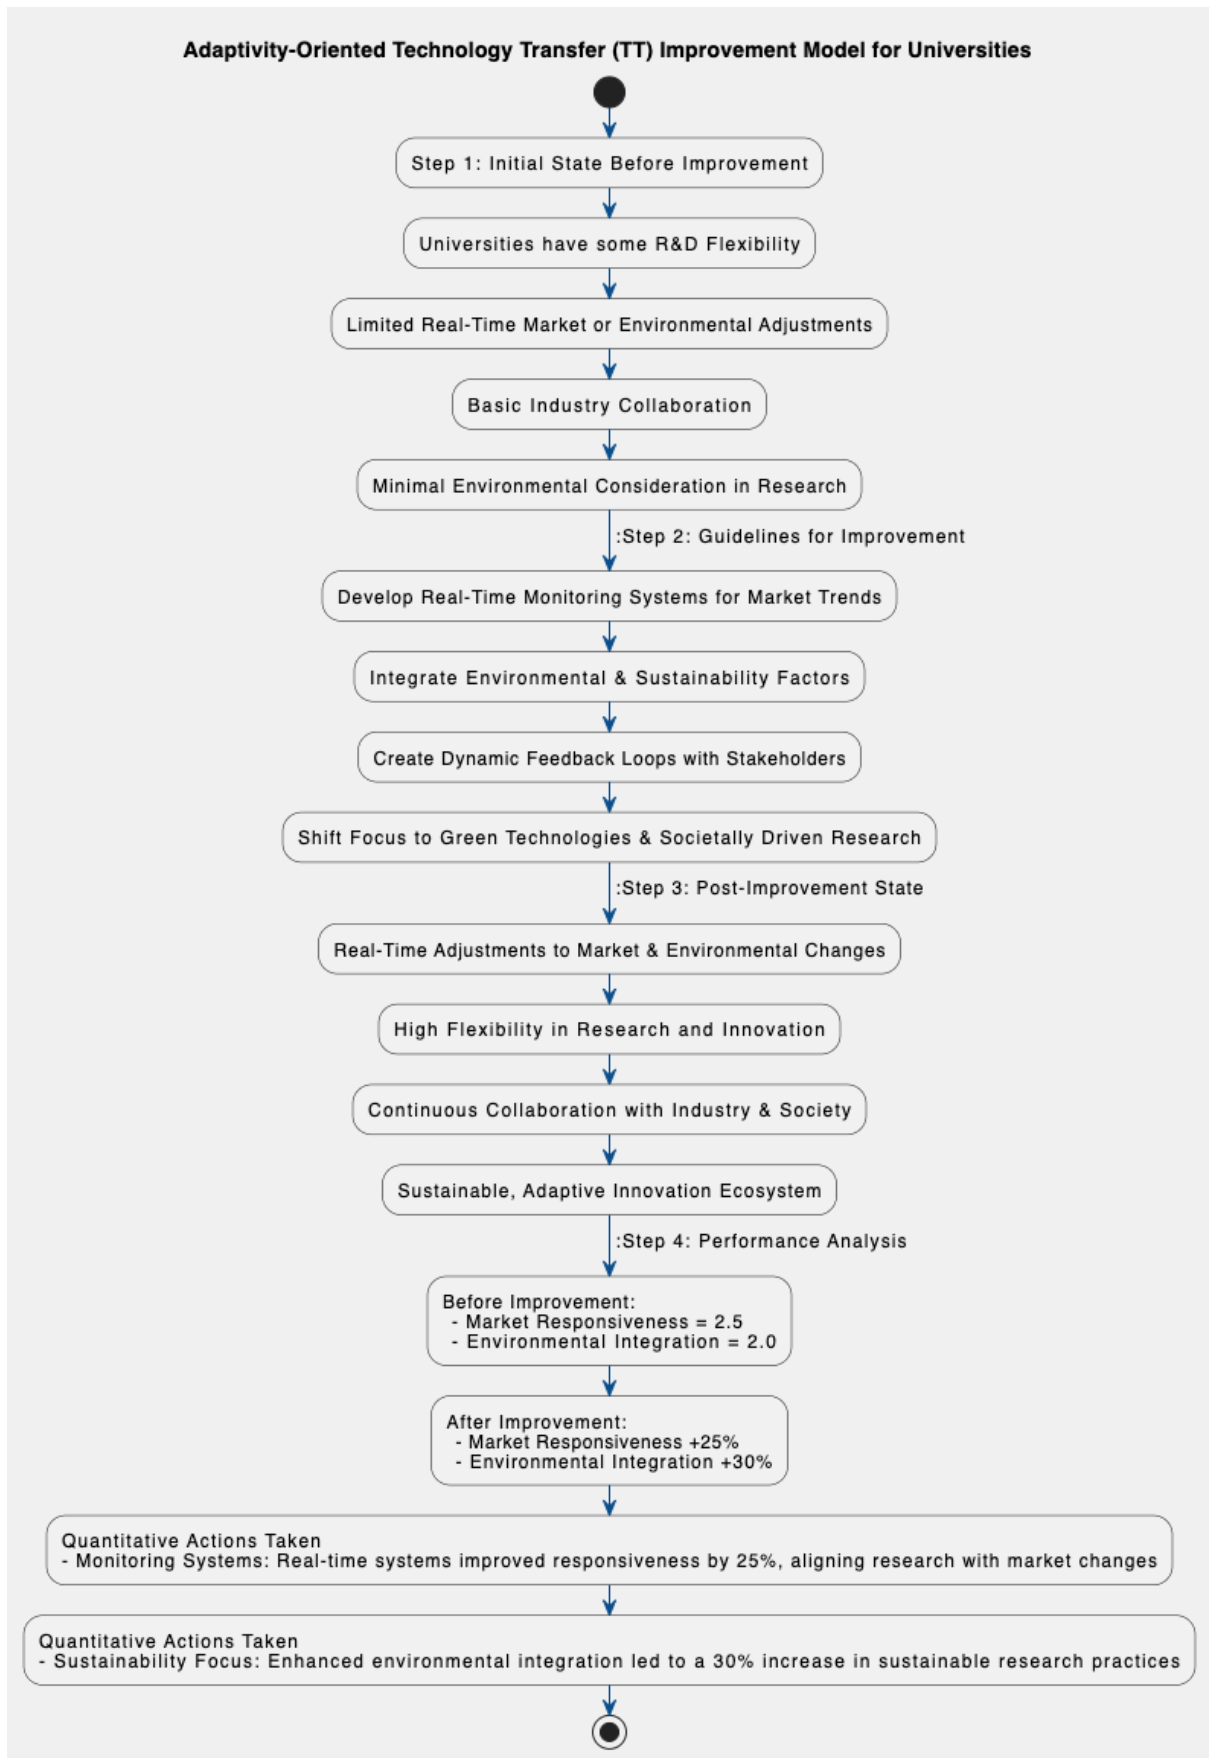 Adaptivity-Oriented Technology Transfer (TT) Improvement Model for Universities
Step 1: Initial State Before Improvement
Universities have some R&D Flexibility
Limited Real-Time Market or Environmental Adjustments
Basic Industry Collaboration
Minimal Environmental Consideration in Research
:Step 2: Guidelines for Improvement
Develop Real-Time Monitoring Systems for Market Trends
Integrate Environmental & Sustainability Factors
Create Dynamic Feedback Loops with Stakeholders
Shift Focus to Green Technologies & Societally Driven Research
:Step 3: Post-Improvement State
Real-Time Adjustments to Market & Environmental Changes
High Flexibility in Research and Innovation
Continuous Collaboration with Industry & Society
Sustainable, Adaptive Innovation Ecosystem
:Step 4: Performance Analysis
Before Improvement:
- Market Responsiveness = 2.5
- Environmental Integration = 2.0
After Improvement:
- Market Responsiveness +25%
- Environmental Integration +30%
Quantitative Actions Taken
- Monitoring Systems: Real-time systems improved responsiveness by 25%, aligning research with market changes
Quantitative Actions Taken
- Sustainability Focus: Enhanced environmental integration led to a 30% increase in sustainable research practices